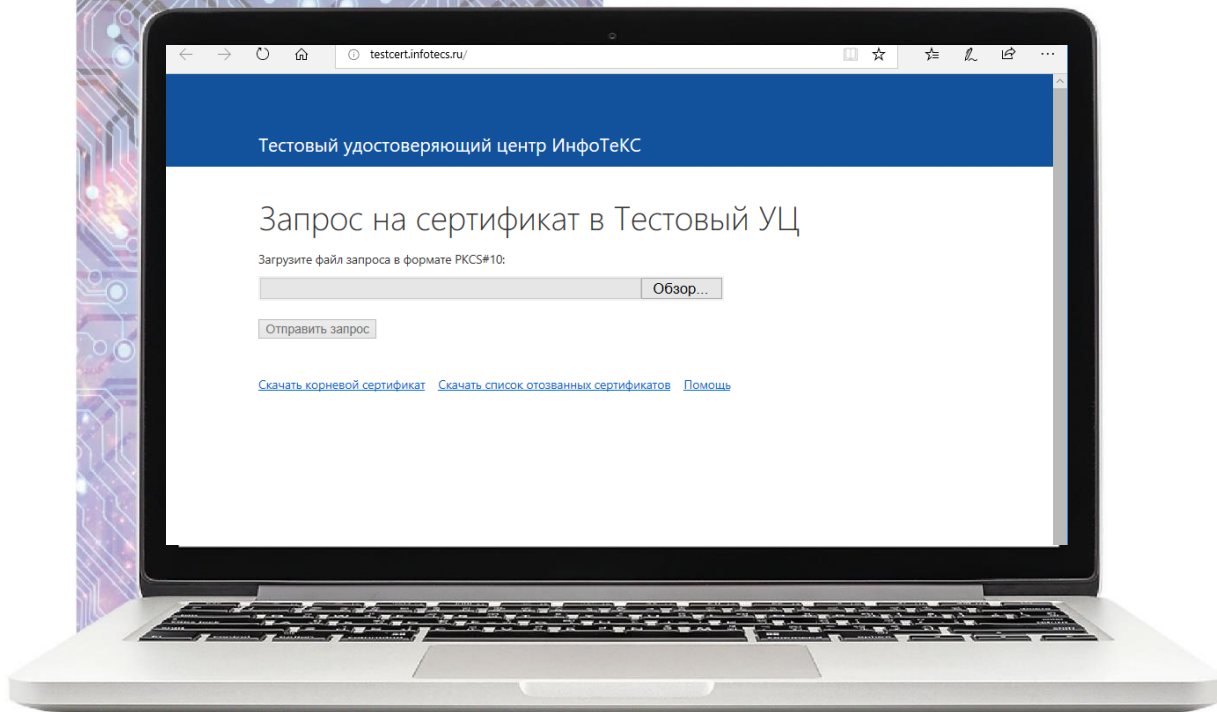 testcert.infotecs.ru/
Тестовый удостоверяющий центр ИнфоТеКС
Запрос на сертификат в Тестовый УЦ
Загрузите файл запроса в формате PKCS#10:
Обзор...
Отправить запрос
Скачать корневой сертификат Скачать список отозванных сертификатов Помощь